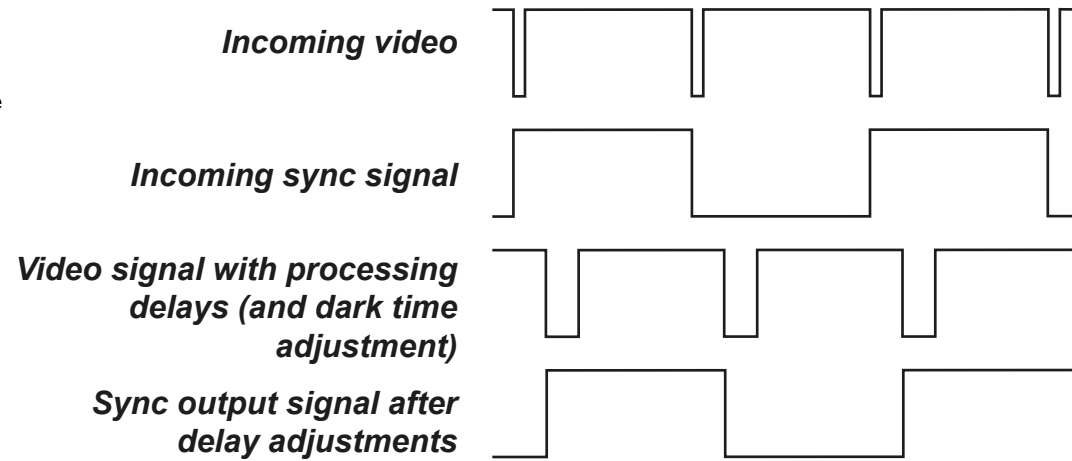 Incoming video
e
Incoming sync signal
Video signal with processing
delays (and dark time
adjustment)
Sync output signal after
delay adjustments